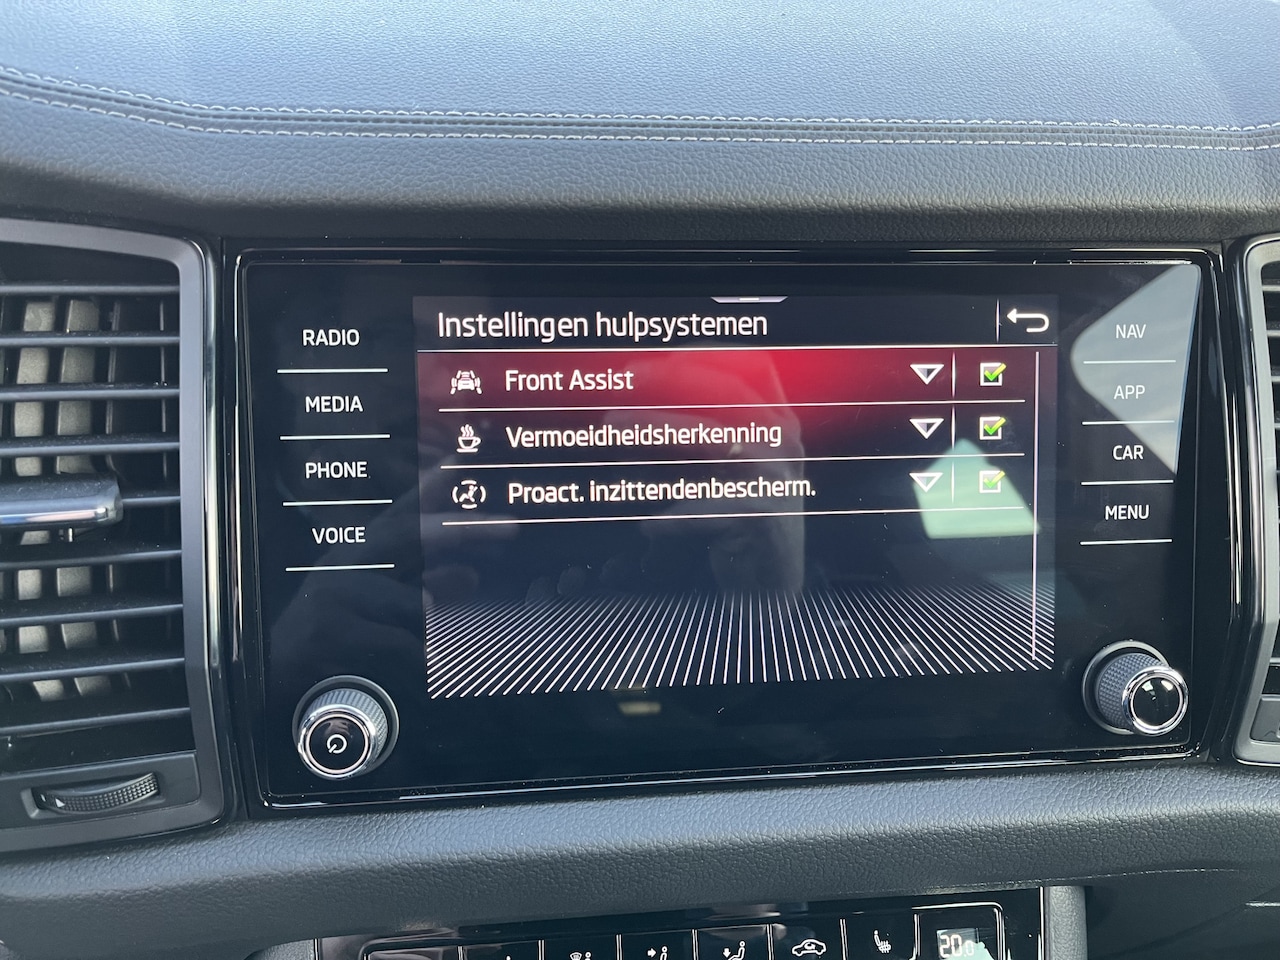 Instellingen hulpsystemen
RADIO
MEDIA
PHONE
VOICE
Front Assist
Vermoeidheidsherkenning
Proact. inzittendenbescherm.
NAV
APP
CAR
MENU
20.0